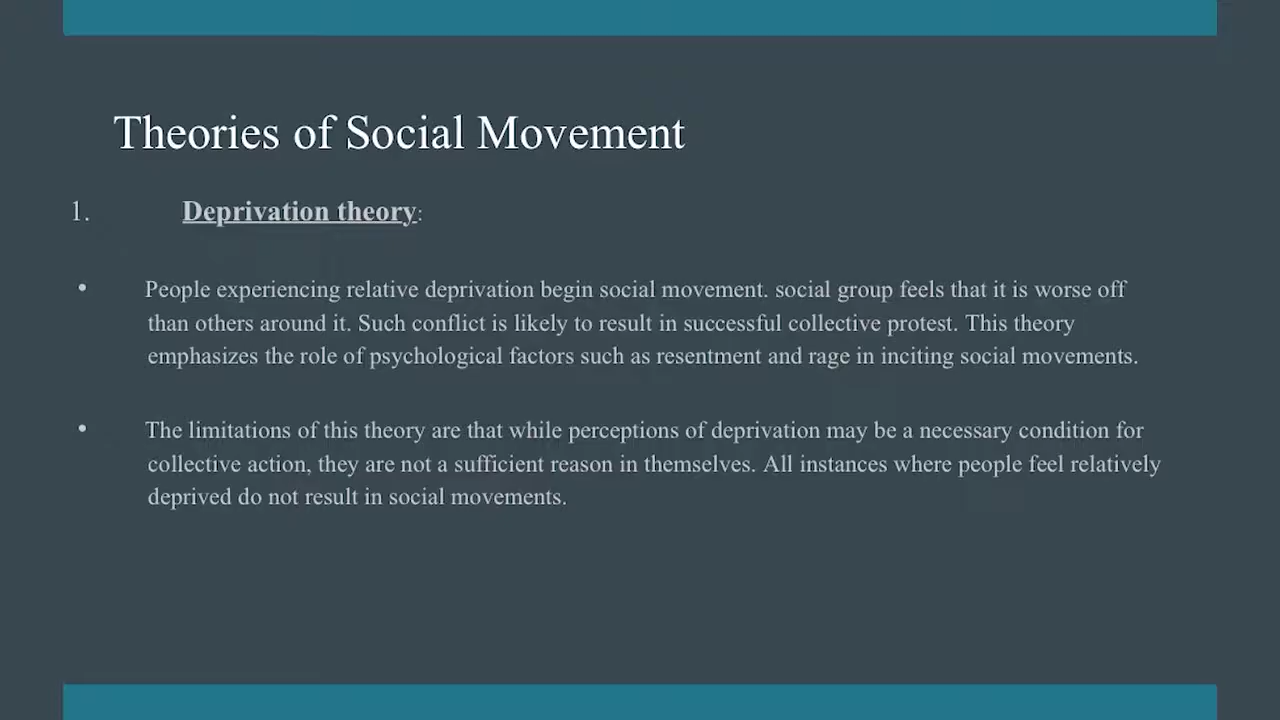 Theories of Social Movement
1. Deprivation theory:
• People experiencing relative deprivation begin social movement. social group feels that it is worse off
than others around it. Such conflict is likely to result in successful collective protest. This theory
emphasizes the role of psychological factors such as resentment and rage in inciting social movements.
• The limitations of this theory are that while perceptions of deprivation may be a necessary condition for
collective action, they are not a sufficient reason in themselves. All instances where people feel relatively
deprived do not result in social movements.